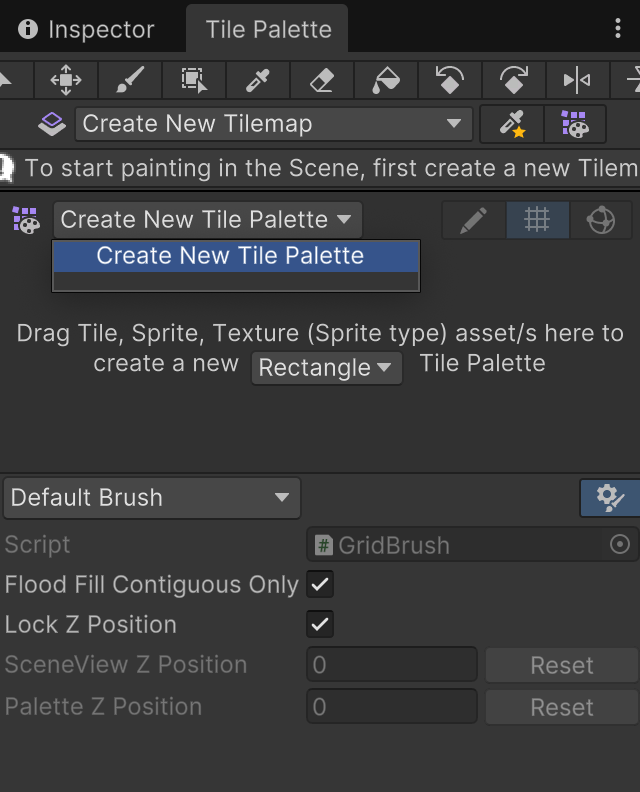 Inspector
Tile Palette
Create New Tilemap
To start painting in the Scene, first create a new Tilem
Create New Tile Palette
Create New Tile Palette
Drag Tile, Sprite, Texture (Sprite type) asset/s here to
create a new Rectangle Tile Palette
Default Brush
Script # GridBrush
Flood Fill Contiguous Only
Lock Z Position
SceneView Z Position 0 Reset
Palette Z Position 0 Reset